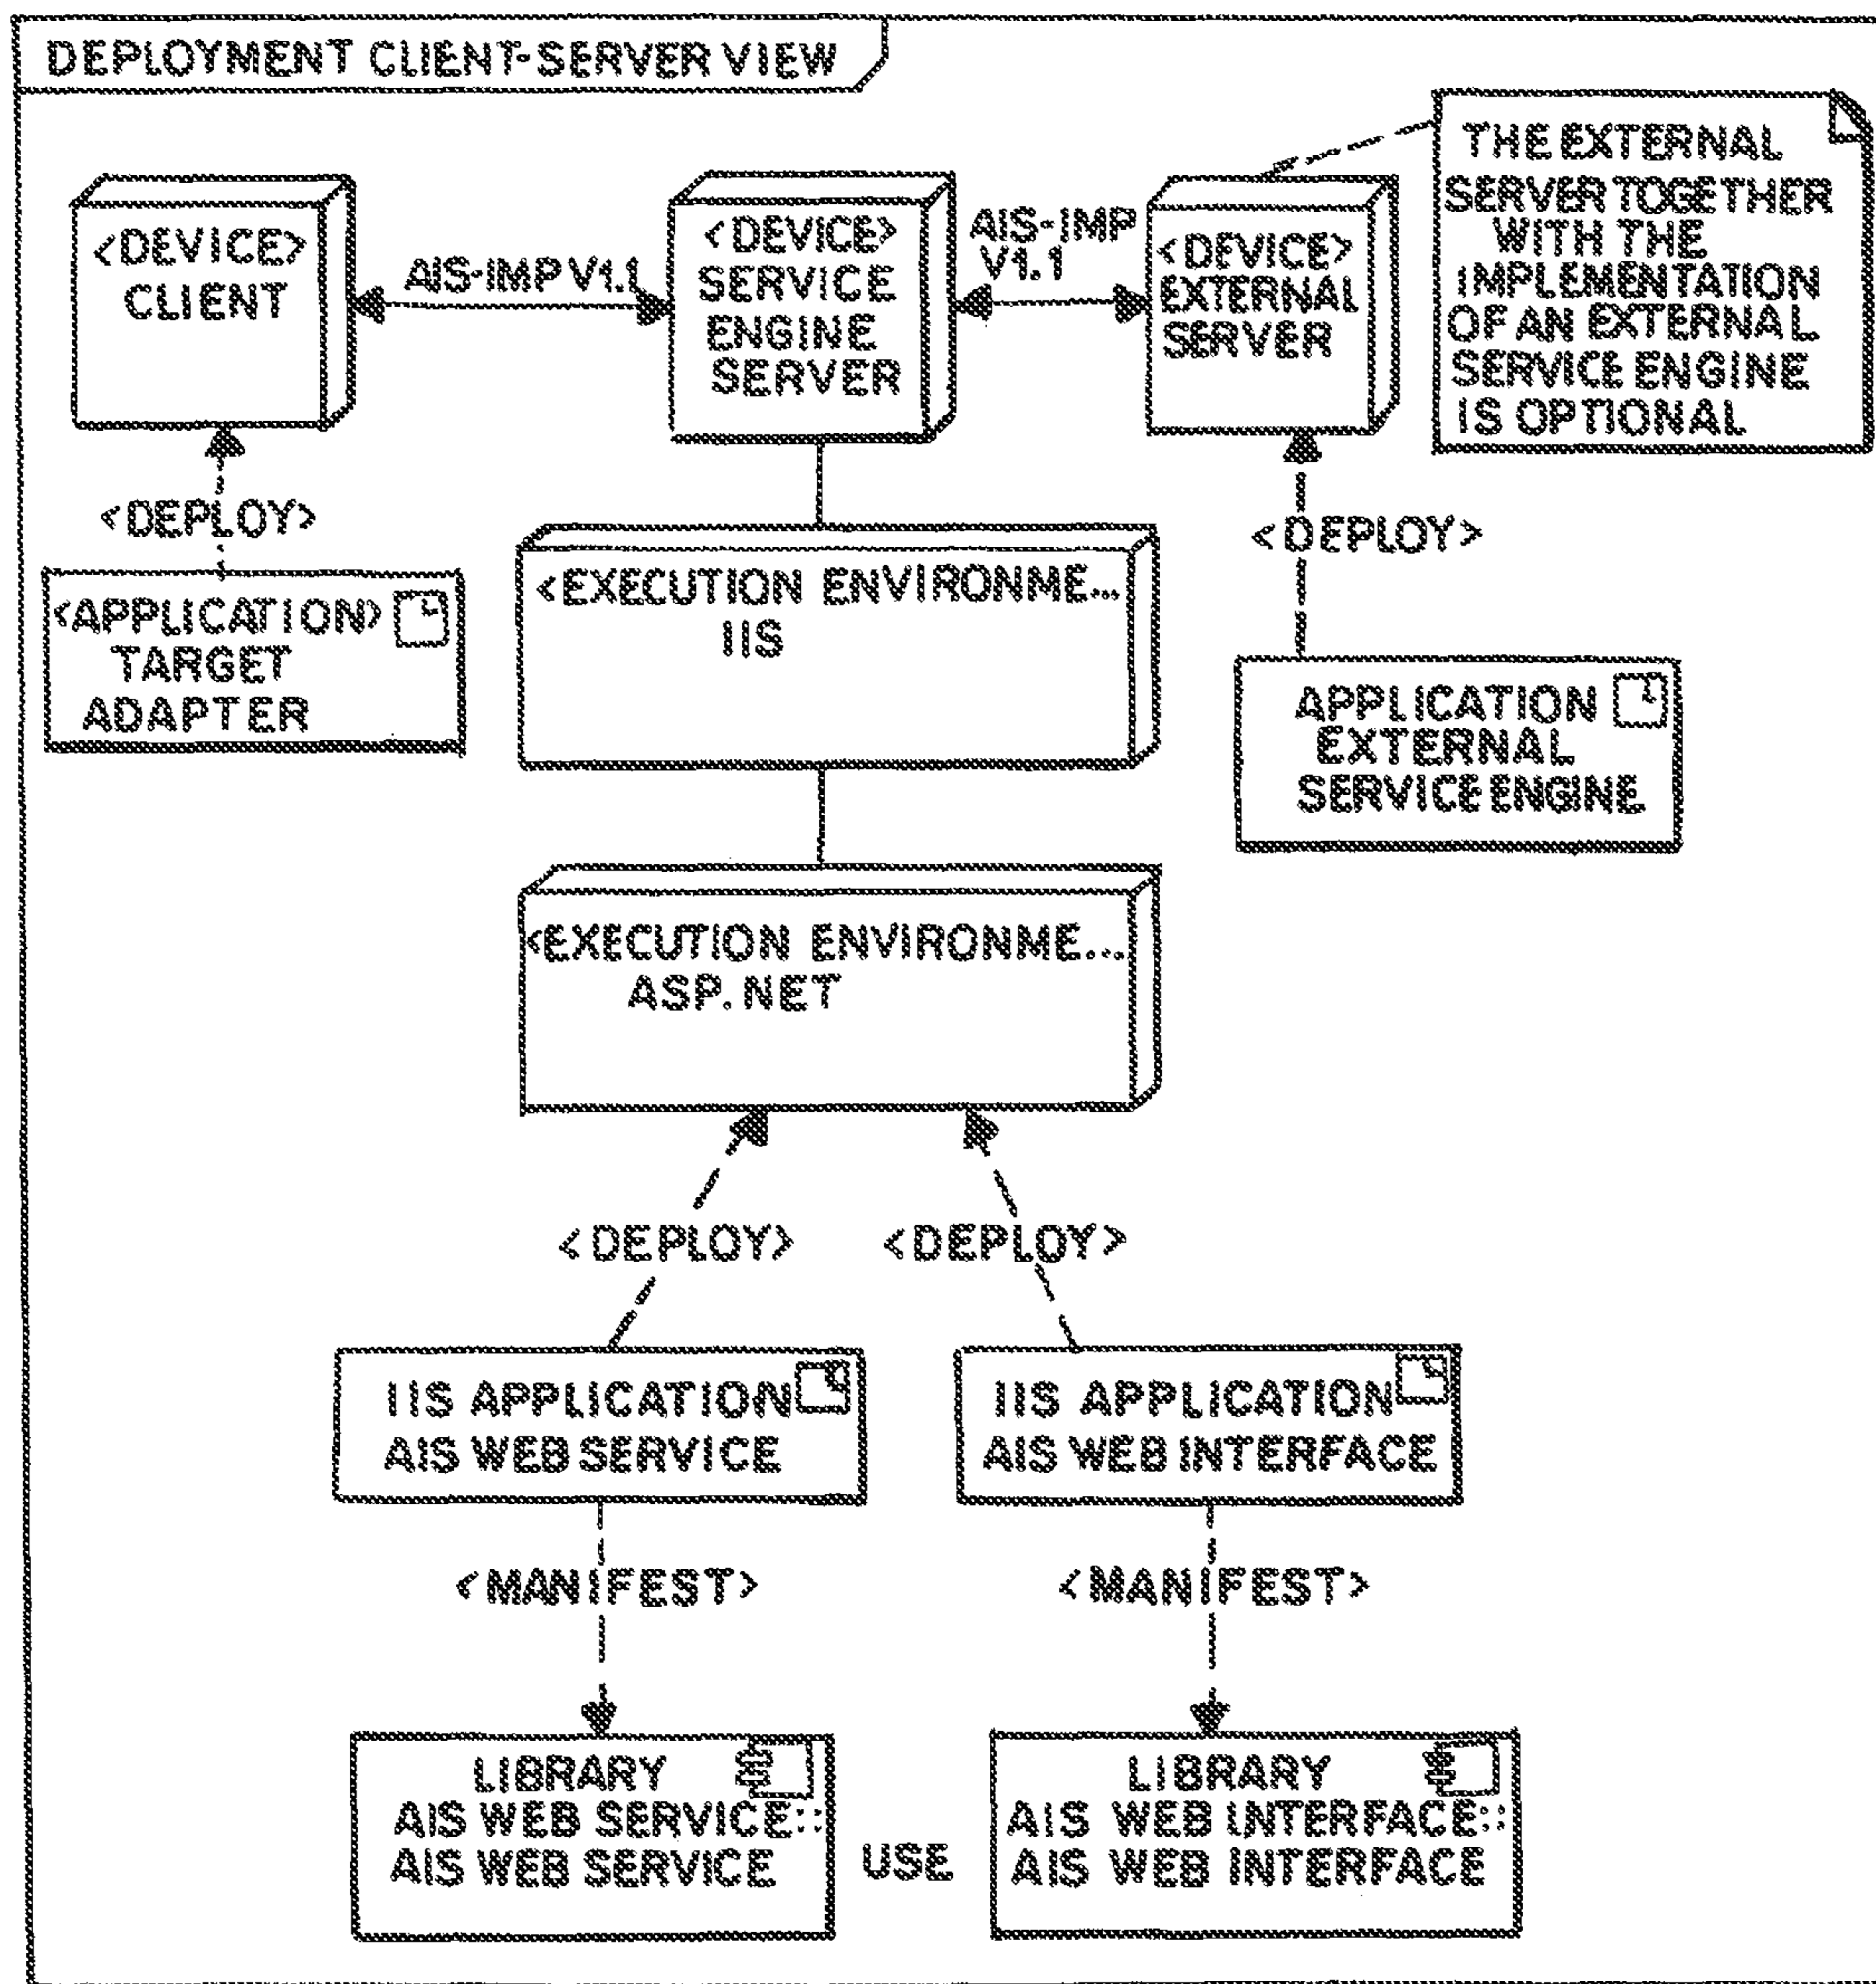 DEPLOYMENT CLIENT-SERVER VIEW
<DEVICE>
CLIENT
AIS-IMP V1.1
<DEVICE>
SERVICE
ENGINE
SERVER
AIS-IMP
V1.1
<DEVICE>
EXTERNAL
SERVER
THE EXTERNAL
SERVER TOGETHER
WITH THE
IMPLEMENTATION
OF AN EXTERNAL
SERVICE ENGINE
IS OPTIONAL
<DEPLOY>
<APPLICATION>
TARGET
ADAPTER
<EXECUTION ENVIRONME...
IIS
<DEPLOY>
APPLICATION
EXTERNAL
SERVICE ENGINE
<EXECUTION ENVIRONME...
ASP.NET
<DEPLOY>
<DEPLOY>
IIS APPLICATION
AIS WEB SERVICE
IIS APPLICATION
AIS WEB INTERFACE
<MANIFEST>
<MANIFEST>
LIBRARY
AIS WEB SERVICE::
AIS WEB SERVICE
USE
LIBRARY
AIS WEB INTERFACE::
AIS WEB INTERFACE